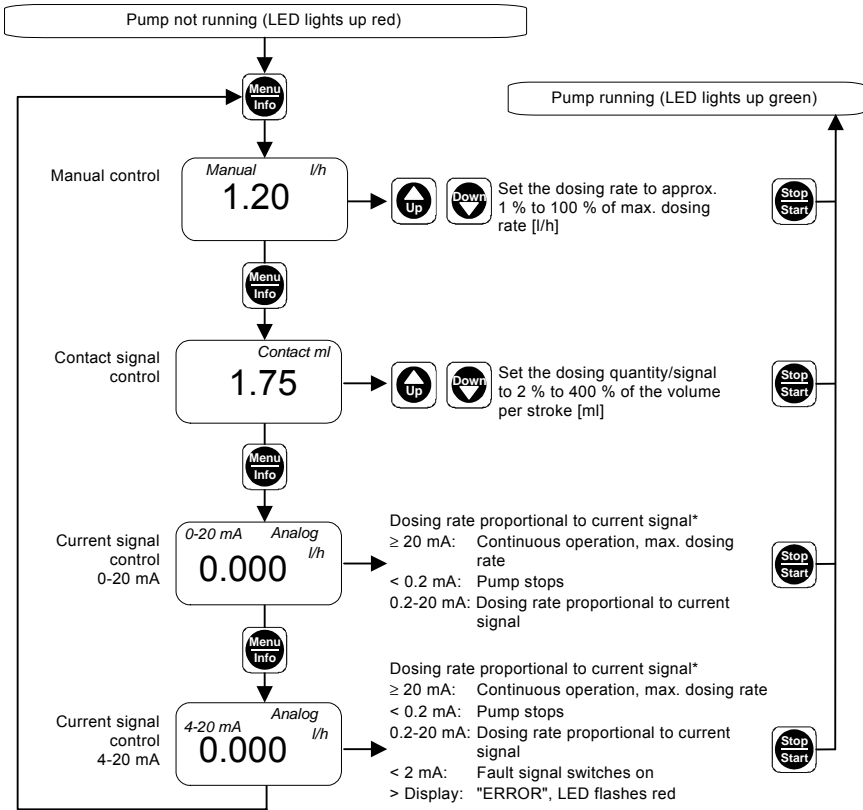 Pump not running (LED lights up red)
Menu
Info
Pump running (LED lights up green)
Manual control
Manual l/h
1.20
Up
Down
Set the dosing rate to approx.
1 % to 100 % of max. dosing
rate [l/h]
Stop
Start
Menu
Info
Contact signal
control
Contact ml
1.75
Up
Down
Set the dosing quantity/signal
to 2 % to 400 % of the volume
per stroke [ml]
Stop
Start
Menu
Info
Current signal
control
0-20 mA
0-20 mA Analog
l/h
0.000
Dosing rate proportional to current signal*
≥ 20 mA: Continuous operation, max. dosing
rate
< 0.2 mA: Pump stops
0.2-20 mA: Dosing rate proportional to current
signal
Stop
Start
Menu
Info
Current signal
control
4-20 mA
4-20 mA Analog
l/h
0.000
Dosing rate proportional to current signal*
≥ 20 mA: Continuous operation, max. dosing rate
< 0.2 mA: Pump stops
0.2-20 mA: Dosing rate proportional to current
signal
< 2 mA: Fault signal switches on
> Display: "ERROR", LED flashes red
Stop
Start